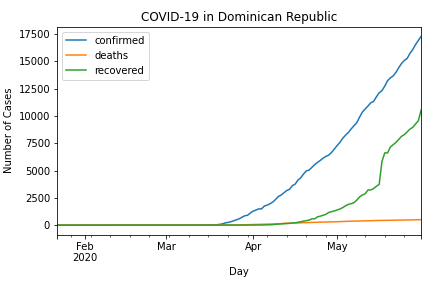 COVID-19 in Dominican Republic
confirmed
deaths
recovered
17500
15000
12500
10000
7500
5000
2500
0
Number of Cases
Feb
2020
Mar
Apr
May
Day